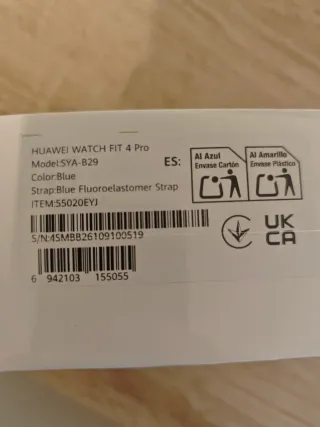 HUAWEI WATCH FIT 4 Pro
Model:SYA-B29
Color:Blue
Strap:Blue Fluoroelastomer Strap
ITEM:55020EYJ
S/N:4SMBB26109100519
6 942103 155055
ES:
Al Azul
Envase Cartón
Al Amarillo
Envase Plástico
UK
CA